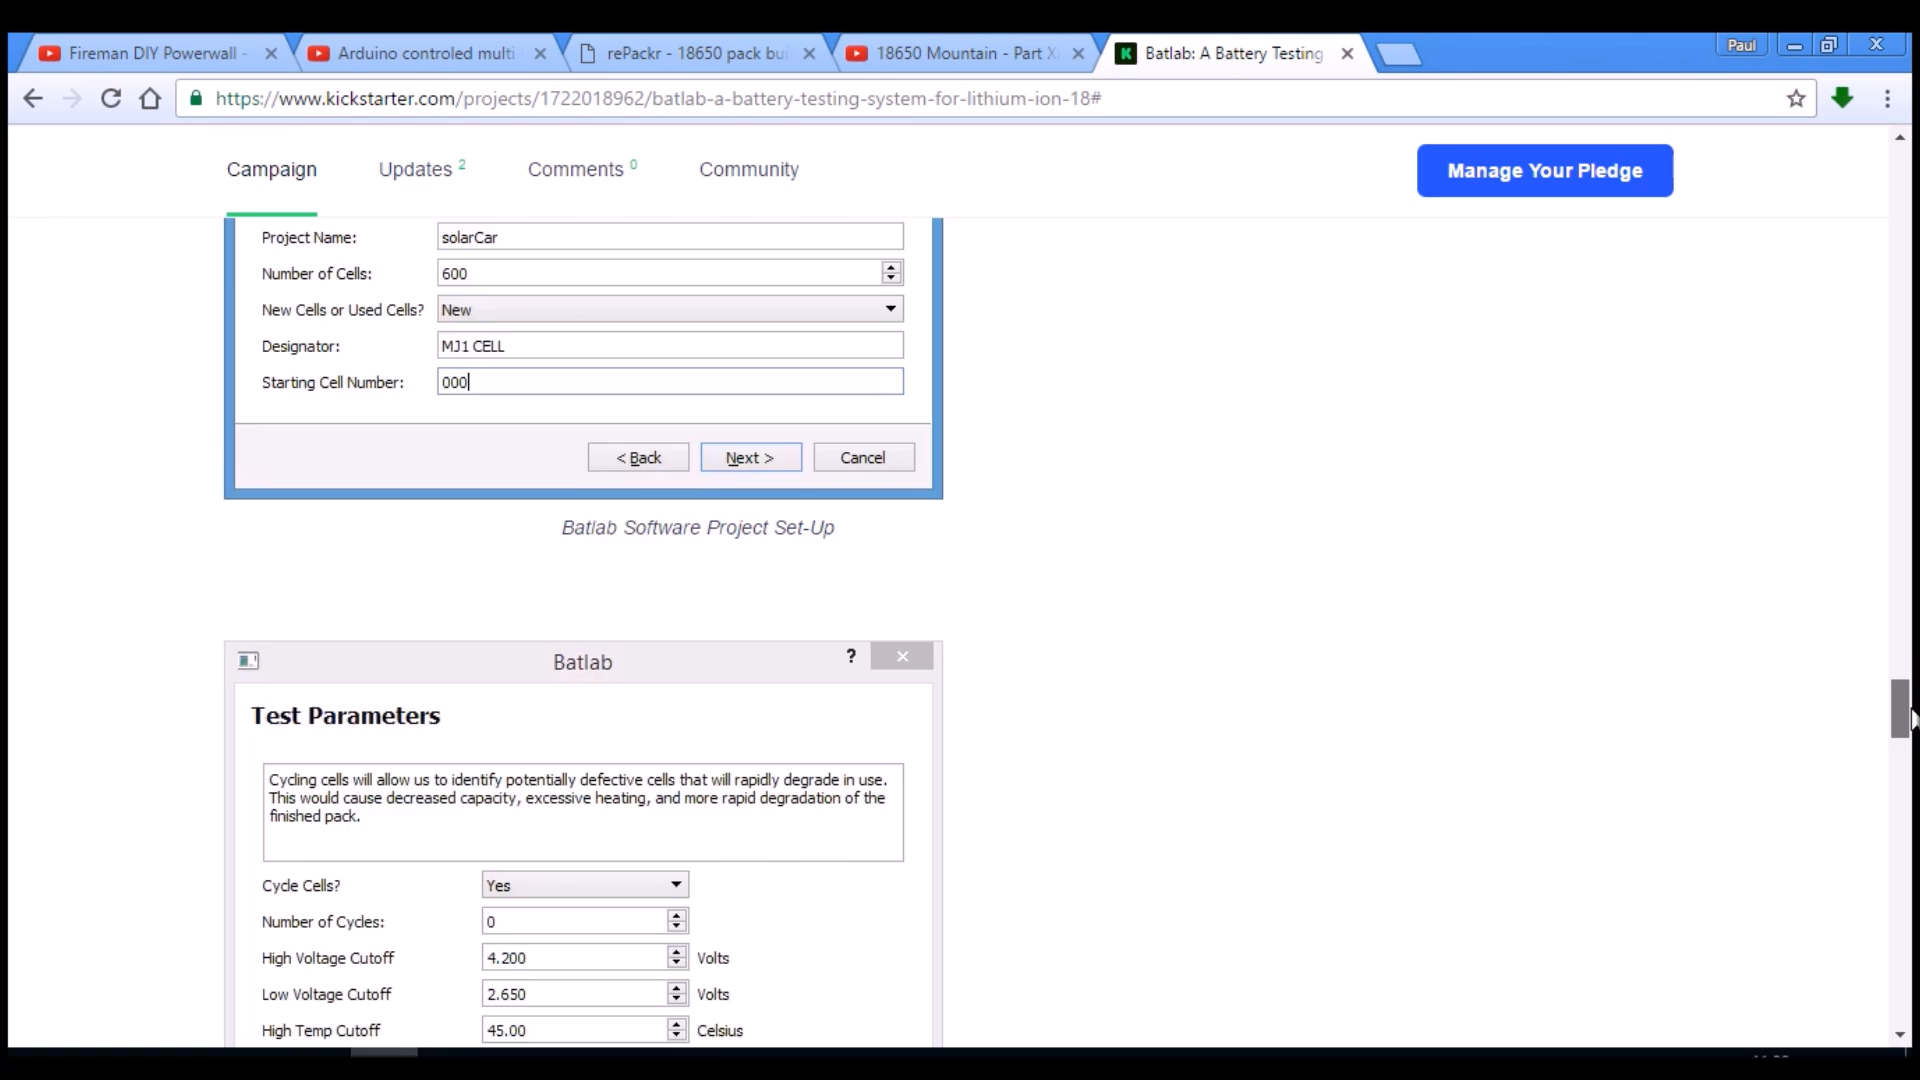 Fireman DIY Powerwall -
Arduino controled multi
rePackr - 18650 pack bui
18650 Mountain - Part X
Batlab: A Battery Testing
Paul
https://www.kickstarter.com/projects/1722018962/batlab-a-battery-testing-system-for-lithium-ion-18#
Campaign
Updates 2
Comments 0
Community
Manage Your Pledge
Project Name: solarCar
Number of Cells: 600
New Cells or Used Cells? New
Designator: MJ1 CELL
Starting Cell Number: 000
< Back
Next >
Cancel
Batlab Software Project Set-Up
Batlab
?
Test Parameters
Cycling cells will allow us to identify potentially defective cells that will rapidly degrade in use.
This would cause decreased capacity, excessive heating, and more rapid degradation of the
finished pack.
Cycle Cells? Yes
Number of Cycles: 0
High Voltage Cutoff 4.200 Volts
Low Voltage Cutoff 2.650 Volts
High Temp Cutoff 45.00 Celsius